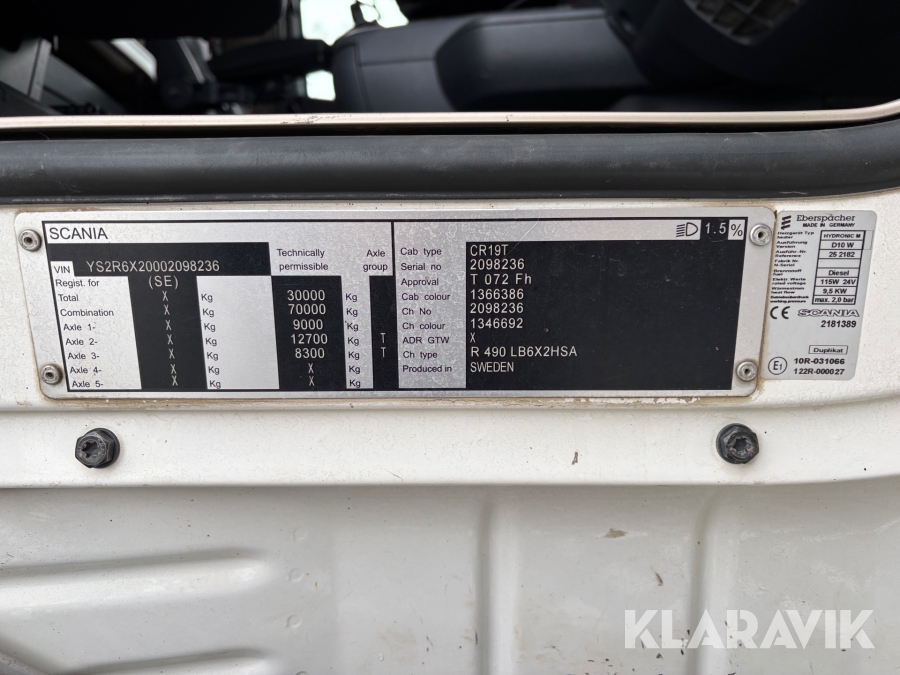 SCANIA
VIN YS2R6X20002098236
Technically permissible
Axle group
Regist. for (SE)
Total X Kg 30000 Kg
Combination X 70000 Kg
Axle 1- X Kg 9000 Kg
Axle 2- X Kg 12700 Kg T
Axle 3- X Kg 8300 Kg T
Axle 4- X Kg X Kg
Axle 5- X Kg X Kg
1.5%
Cab type CR19T
Serial no 2098236
Approval T 072 Fh
Cab colour 1366386
Ch No 2098236
Ch colour 1346692
ADR GTW X
Ch type R 490 LB6X2HSA
Produced in SWEDEN
Eberspächer
MADE IN GERMANY
HYDRONIC M
D10 W
25 2182
Diesel
115W 24V
9,5 KW
max. 2,0 bar
CE SCANIA
2181389
Duplikat
E1 10R-031066
122R-000027
KLARAVIK